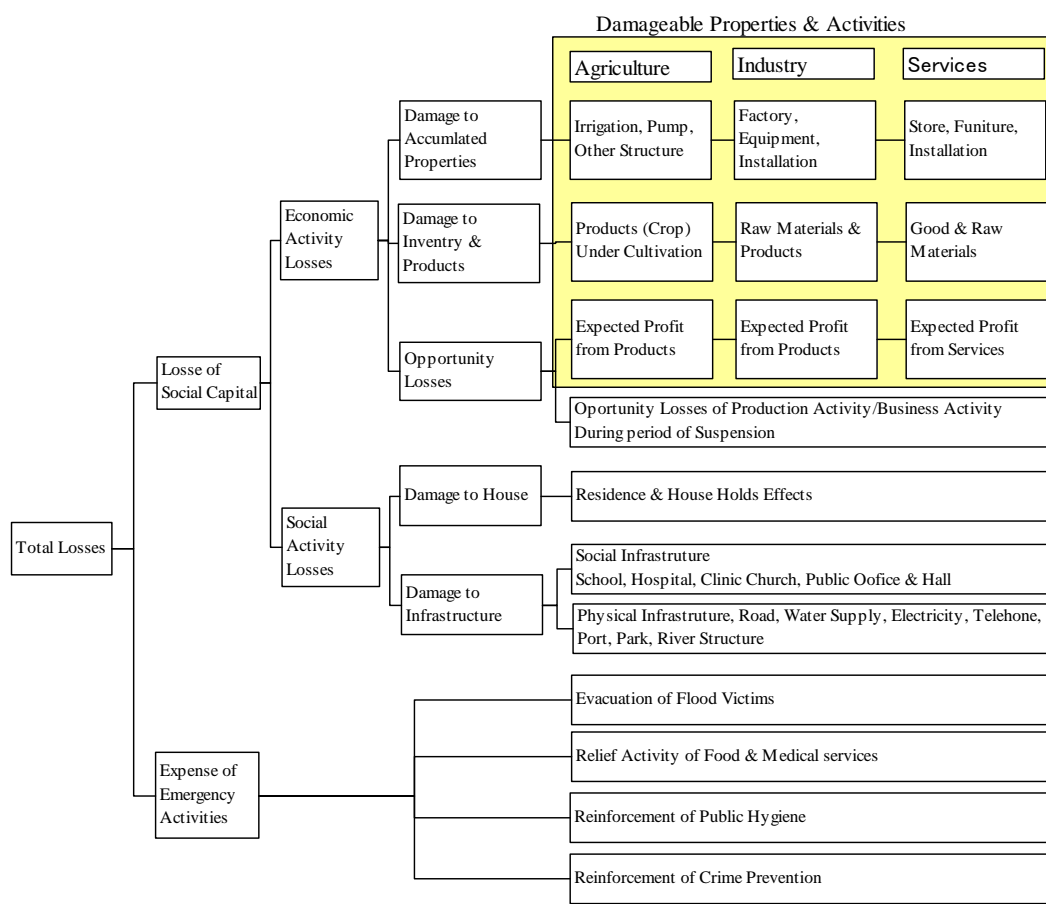 Damageable Properties & Activities
Agriculture
Industry
Services
Damage to
Accumlated
Properties
Irrigation, Pump,
Other Structure
Factory,
Equipment,
Installation
Store, Funiture,
Installation
Economic
Activity
Losses
Damage to
Inventry &
Products
Products (Crop)
Under Cultivation
Raw Materials &
Products
Good & Raw
Materials
Opportunity
Losses
Expected Profit
from Products
Expected Profit
from Products
Expected Profit
from Services
Losse of
Social Capital
Oportunity Losses of Production Activity/Business Activity
During period of Suspension
Damage to House
Residence & House Holds Effects
Total Losses
Social
Activity
Losses
Social Infrastruture
School, Hospital, Clinic Church, Public Oofice & Hall
Damage to
Infrastructure
Physical Infrastruture, Road, Water Supply, Electricity, Telehone,
Port, Park, River Structure
Evacuation of Flood Victims
Relief Activity of Food & Medical services
Expense of
Emergency
Activities
Reinforcement of Public Hygiene
Reinforcement of Crime Prevention